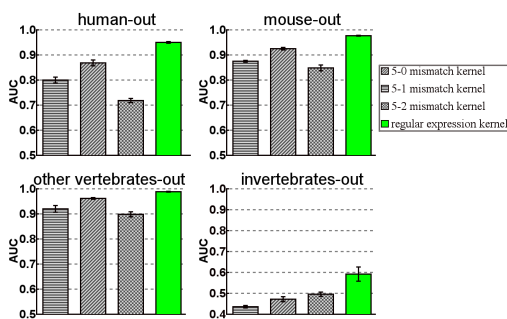 human-out
mouse-out
1.0
0.9
0.8
0.7
0.6
0.5
AUC
1.0
0.9
0.8
0.7
0.6
0.5
AUC
5-0 mismatch kernel
5-1 mismatch kernel
5-2 mismatch kernel
regular expression kernel
other vertebrates-out
invertebrates-out
1.0
0.9
0.8
0.7
0.6
0.5
AUC
1.0
0.9
0.8
0.7
0.6
0.5
0.4
AUC